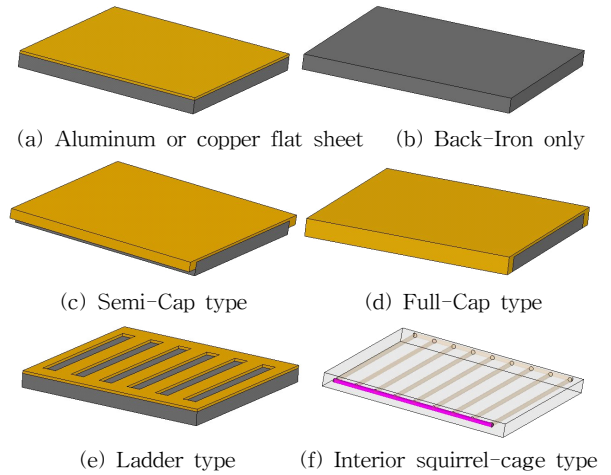 (a) Aluminum or copper flat sheet
(b) Back-Iron only
(c) Semi-Cap type
(d) Full-Cap type
(e) Ladder type
(f) Interior squirrel-cage type